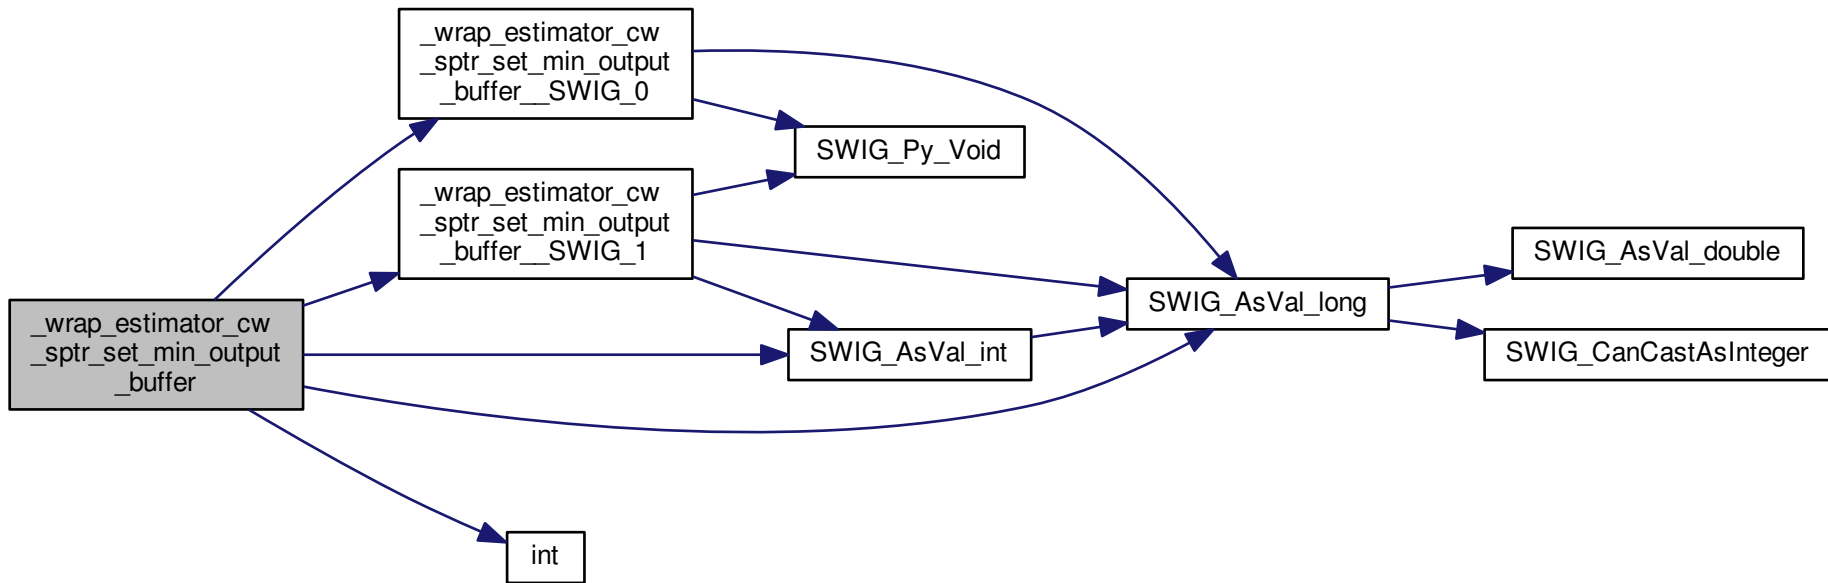 _wrap_estimator_cw
_sptr_set_min_output
_buffer__SWIG_0
SWIG_Py_Void
_wrap_estimator_cw
_sptr_set_min_output
_buffer__SWIG_1
SWIG_AsVal_double
SWIG_AsVal_long
_wrap_estimator_cw
_sptr_set_min_output
_buffer
SWIG_AsVal_int
SWIG_CanCastAsInteger
int